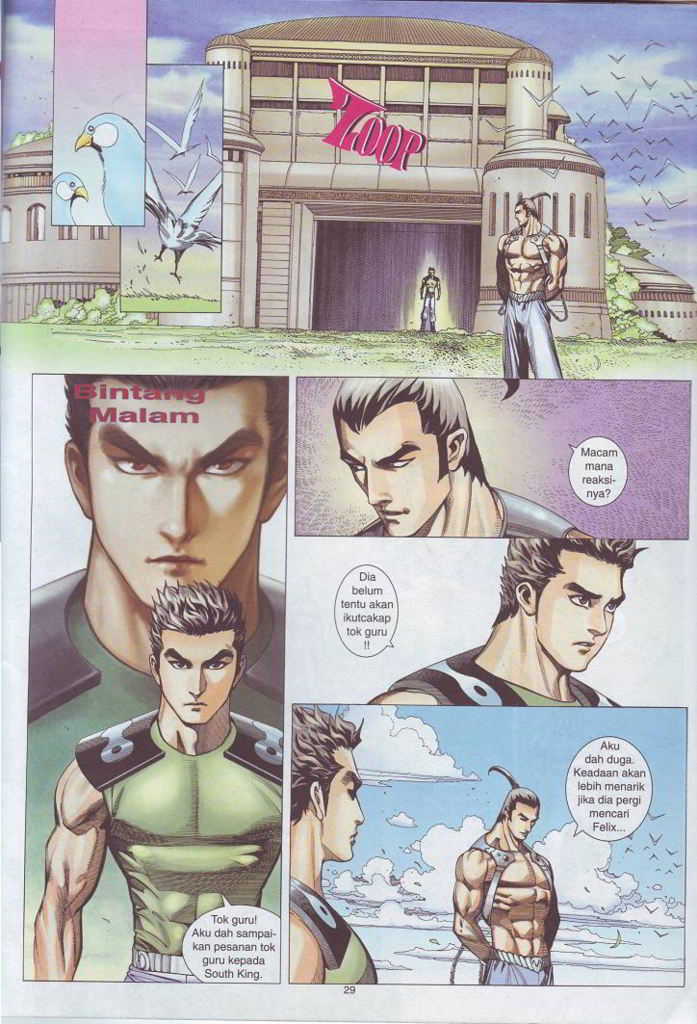 ZOOP
Bintang
Malam
Macam
mana
reaksi-
nya?
Dia
belum
tentu akan
ikutcakap
tok guru
!!
Aku
dah duga.
Keadaan akan
lebih menarik
jika dia pergi
mencari
Felix...
Tok guru!
Aku dah sampai-
kan pesanan tok
guru kepada
South King.
29